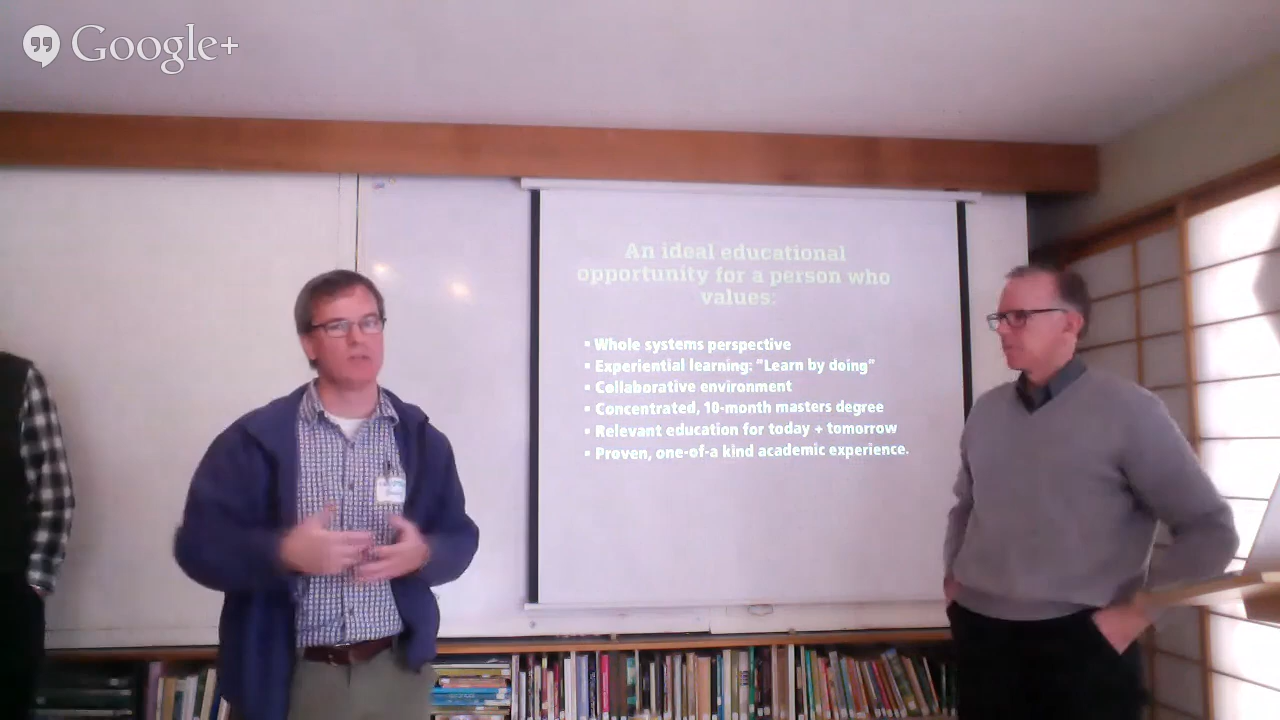 Google+
An ideal educational
opportunity for a person who
values:
▪ Whole systems perspective
▪ Experiential learning: "Learn by doing"
▪ Collaborative environment
▪ Concentrated, 10-month masters degree
▪ Relevant education for today + tomorrow
▪ Proven, one-of-a kind academic experience.